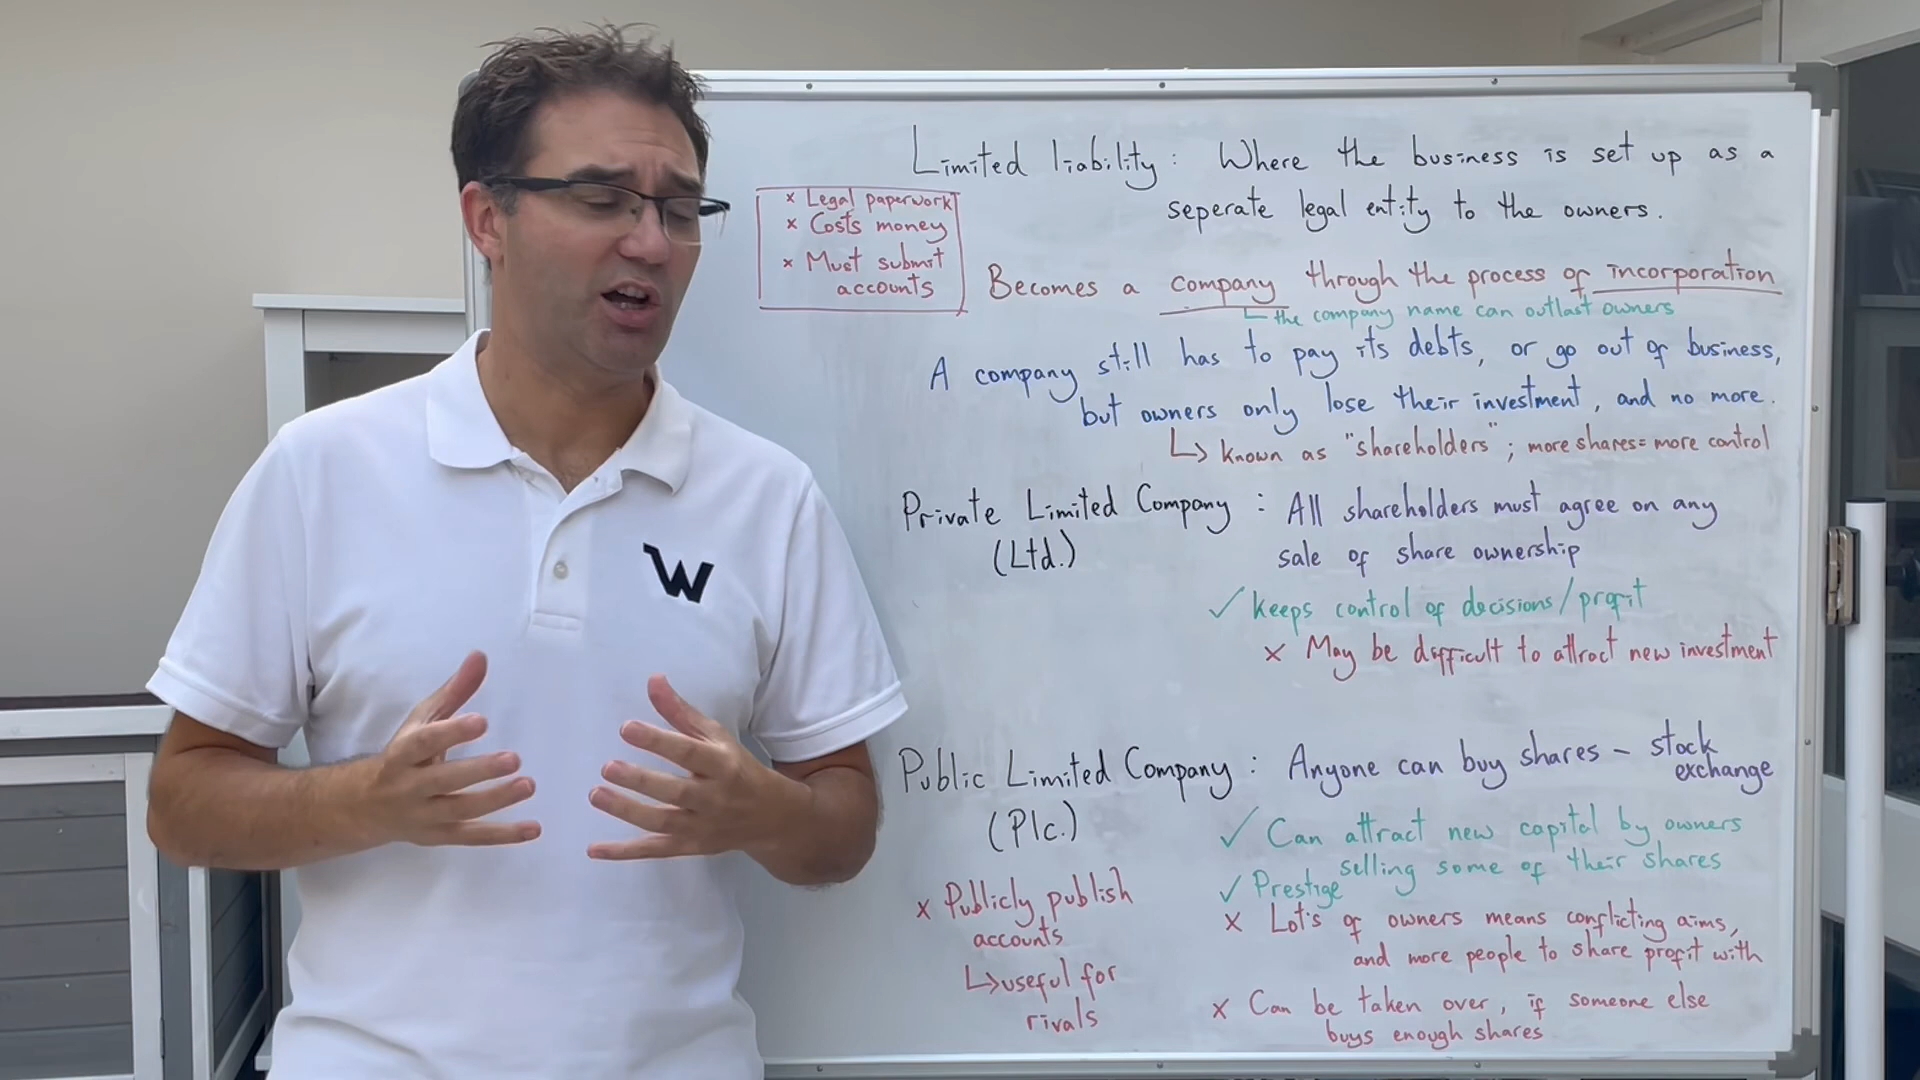 Limited liability : Where the business is set up as a
seperate legal entity to the owners.
x Legal paperwork
x Costs money
x Must submit
accounts
Becomes a company through the process of incorporation
the company name can outlast owners
A company still has to pay its debts, or go out of business,
but owners only lose their investment, and no more.
↳ known as "shareholders" ; more shares = more control
Private Limited Company : All shareholders must agree on any
(Ltd.) sale of share ownership
✓ keeps control of decisions/profit
x May be difficult to attract new investment
Public Limited Company : Anyone can buy shares – stock
exchange
(Plc.)
✓ Can attract new capital by owners
selling some of their shares
✓ Prestige
x Lot's of owners means conflicting aims,
and more people to share profit with
x Can be taken over, if someone else
buys enough shares
x Publicly publish
accounts
↳ useful for
rivals
W